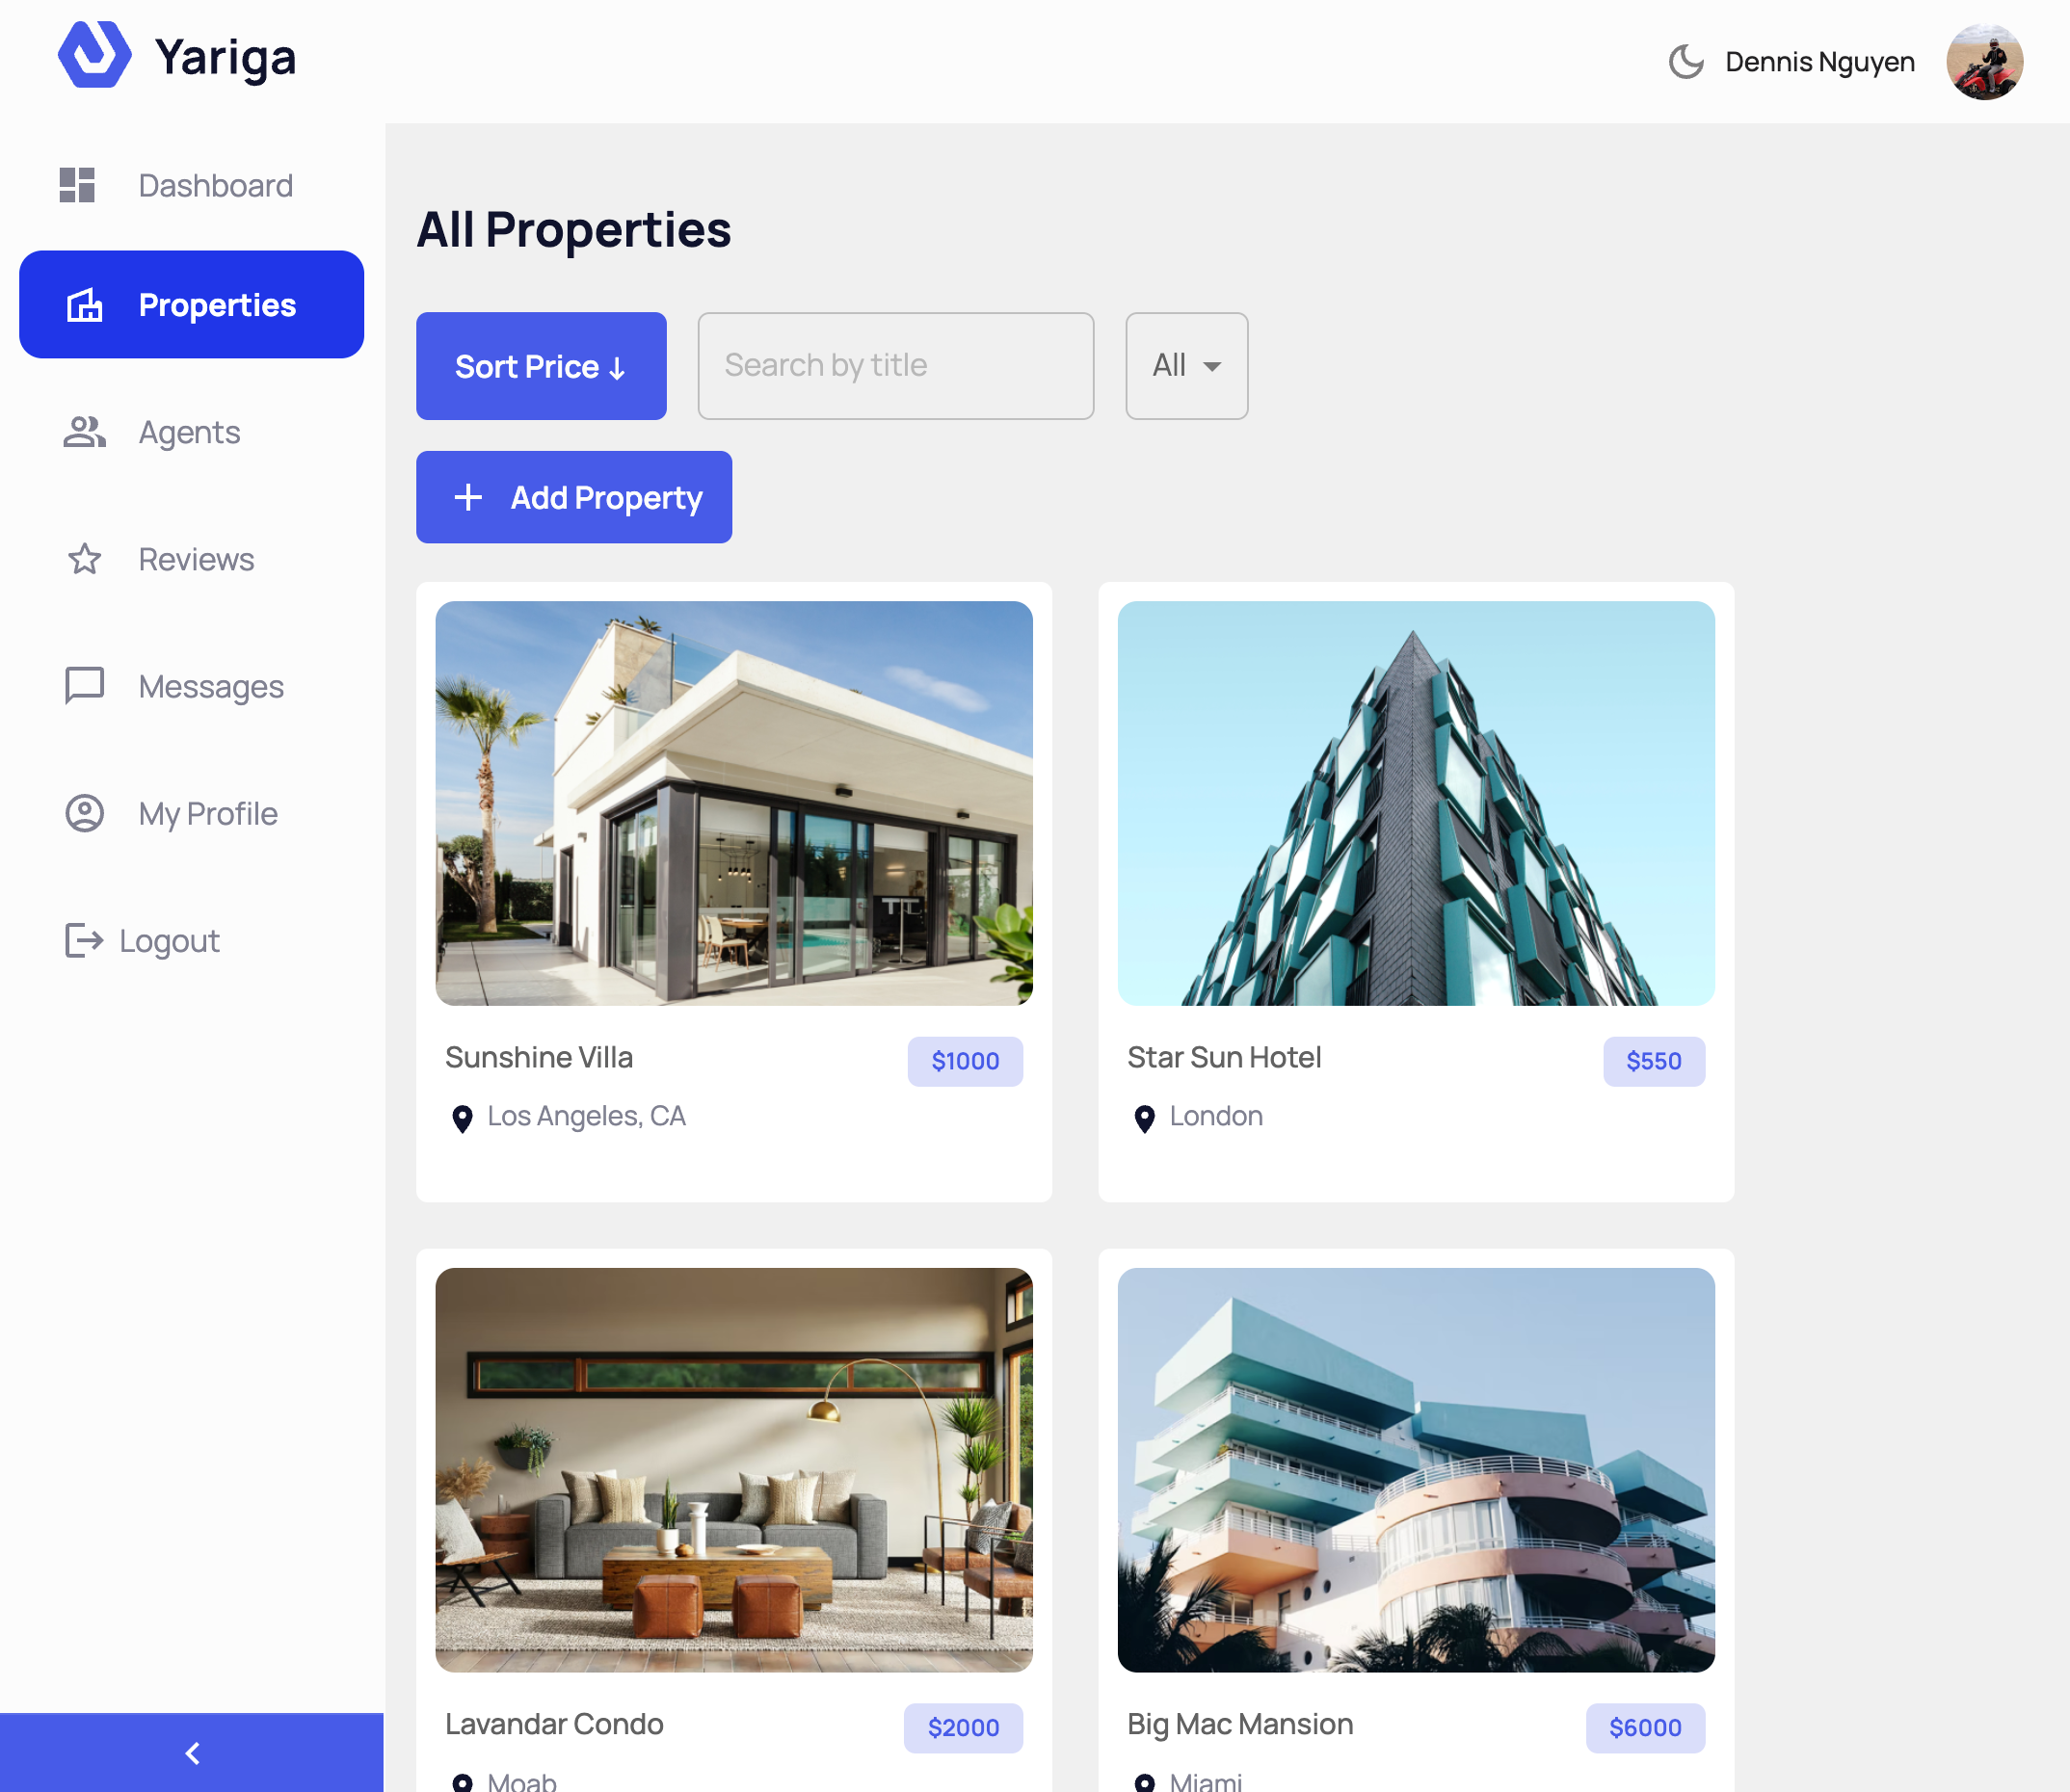 Yariga
Dennis Nguyen
Dashboard
Properties
Agents
Reviews
Messages
My Profile
Logout
All Properties
Sort Price ↓
Search by title
All
Add Property
Sunshine Villa
$1000
Los Angeles, CA
Star Sun Hotel
$550
London
Lavandar Condo
$2000
Moab
Big Mac Mansion
$6000
Miami